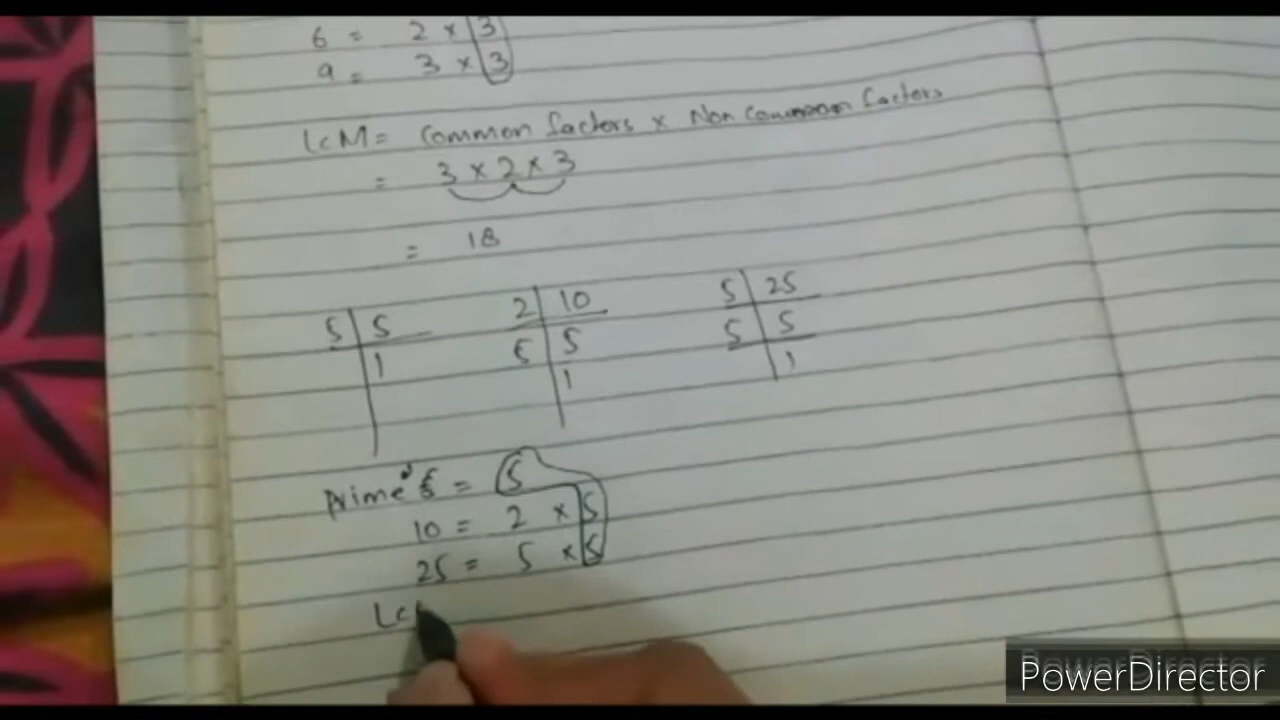 6 = 2 × 3
9 = 3 × 3
LCM = Common factors × Non common factors
= 3 × 2 × 3
= 18
5 | 5 2 | 10 5 | 25
1 5 | 5 5 | 5
1 1
prime's = 5
10 = 2 × 5
25 = 5 × 5
LC
PowerDirector